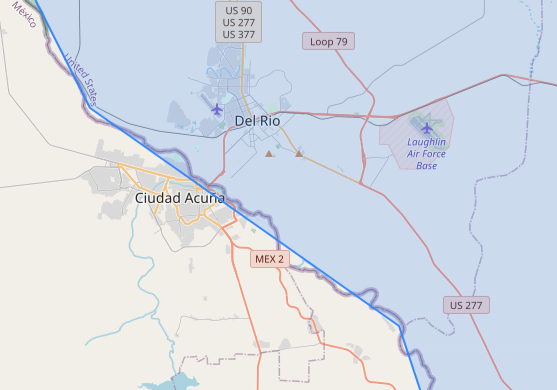 US 90
US 277
US 377
México
Loop 79
United States
Del Rio
Laughlin
Air Force
Base
Ciudad Acuña
MEX 2
US 277